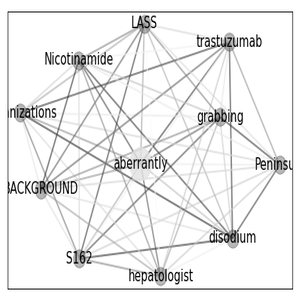 LASS
trastuzumab
Nicotinamide
nizations
grabbing
aberrantly
Peninsu
BACKGROUND
disodium
S162
hepatologist